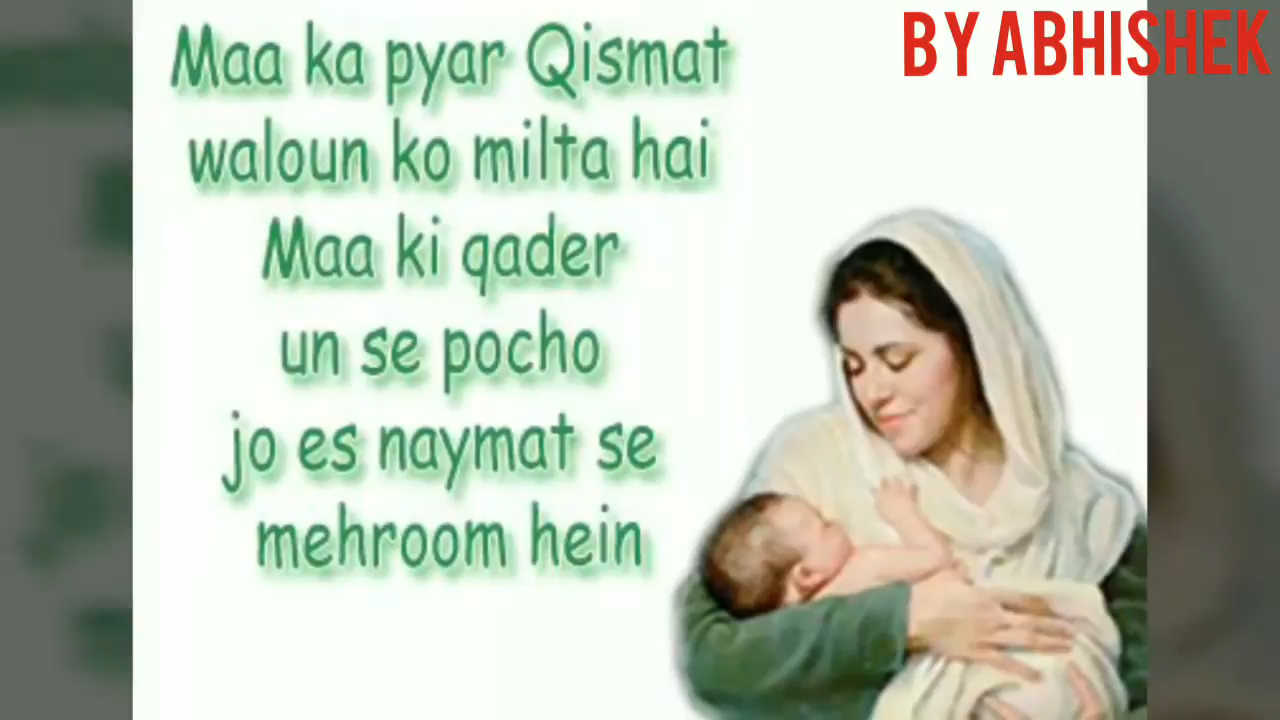 Maa ka pyar Qismat
waloun ko milta hai
Maa ki qader
un se pocho
jo es naymat se
mehroom hein
BY ABHISHEK